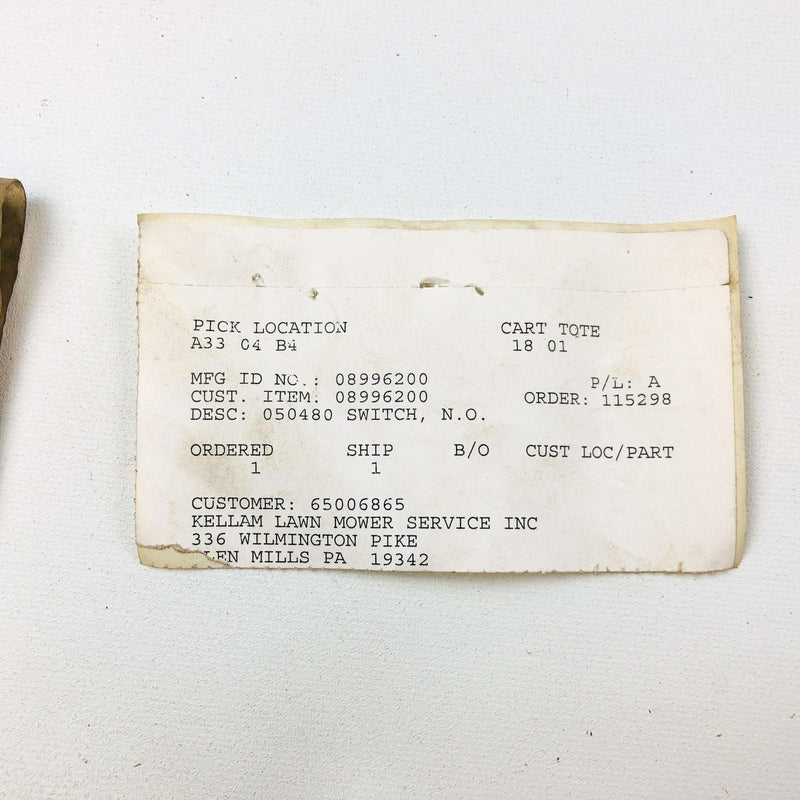 PICK LOCATION CART TOTE
A33 04 B4 18 01
MFG ID NO.: 08996200 P/L: A
CUST. ITEM. 08996200 ORDER: 115298
DESC: 050480 SWITCH, N.O.
ORDERED SHIP B/O CUST LOC/PART
1 1
CUSTOMER: 65006865
KELLAM LAWN MOWER SERVICE INC
336 WILMINGTON PIKE
LEN MILLS PA 19342